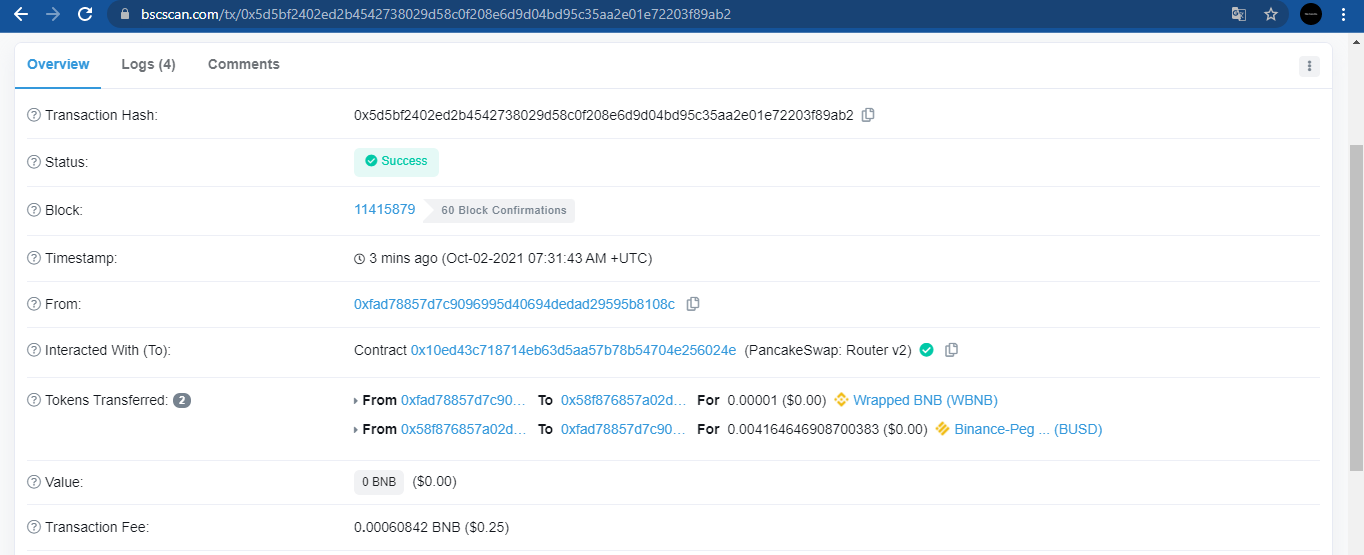 bscscan.com/tx/0x5d5bf2402ed2b4542738029d58c0f208e6d9d04bd95c35aa2e01e72203f89ab2
Overview Logs (4) Comments
Transaction Hash: 0x5d5bf2402ed2b4542738029d58c0f208e6d9d04bd95c35aa2e01e72203f89ab2
Status: Success
Block: 11415879 60 Block Confirmations
Timestamp: 3 mins ago (Oct-02-2021 07:31:43 AM +UTC)
From: 0xfad78857d7c9096995d40694dedad29595b8108c
Interacted With (To): Contract 0x10ed43c718714eb63d5aa57b78b54704e256024e (PancakeSwap: Router v2)
Tokens Transferred: 2 From 0xfad78857d7c90... To 0x58f876857a02d... For 0.00001 ($0.00) Wrapped BNB (WBNB)
From 0x58f876857a02d... To 0xfad78857d7c90... For 0.004164646908700383 ($0.00) Binance-Peg ... (BUSD)
Value: 0 BNB ($0.00)
Transaction Fee: 0.00060842 BNB ($0.25)